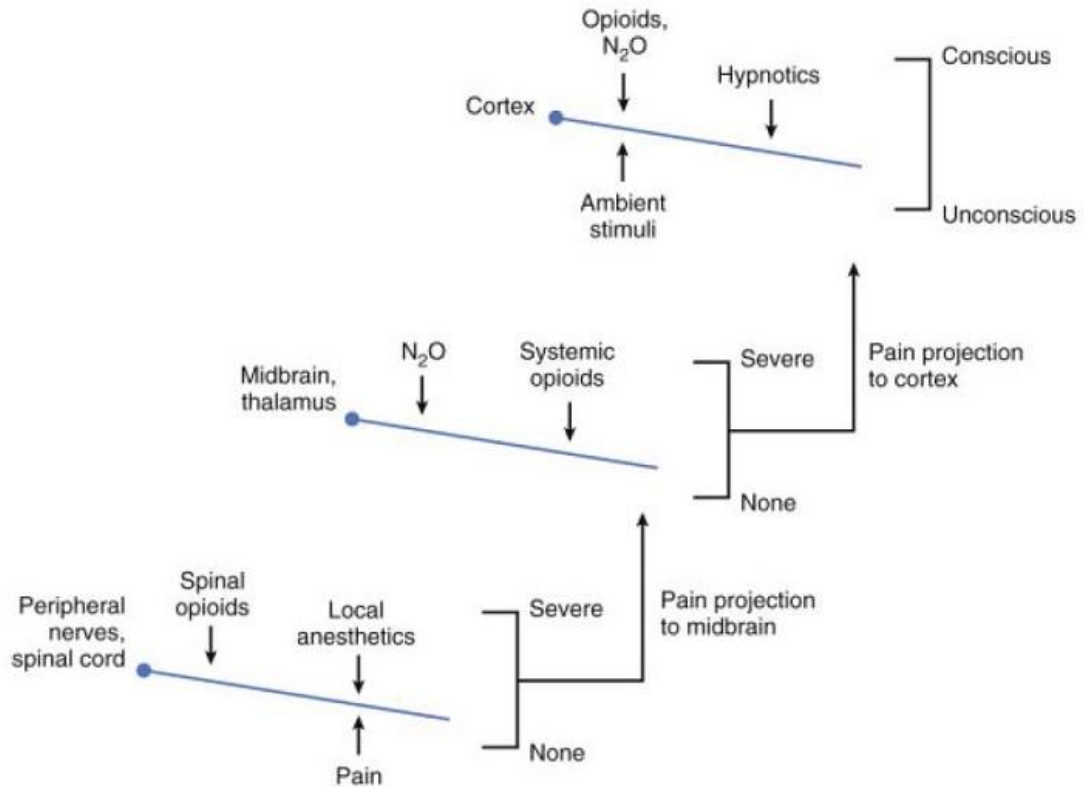 Opioids,
N₂O
Hypnotics
Conscious
Cortex
Ambient
stimuli
Unconscious
N₂O
Systemic
opioids
Severe
Pain projection
to cortex
Midbrain,
thalamus
None
Spinal
opioids
Local
anesthetics
Severe
Pain projection
to midbrain
Peripheral
nerves,
spinal cord
None
Pain